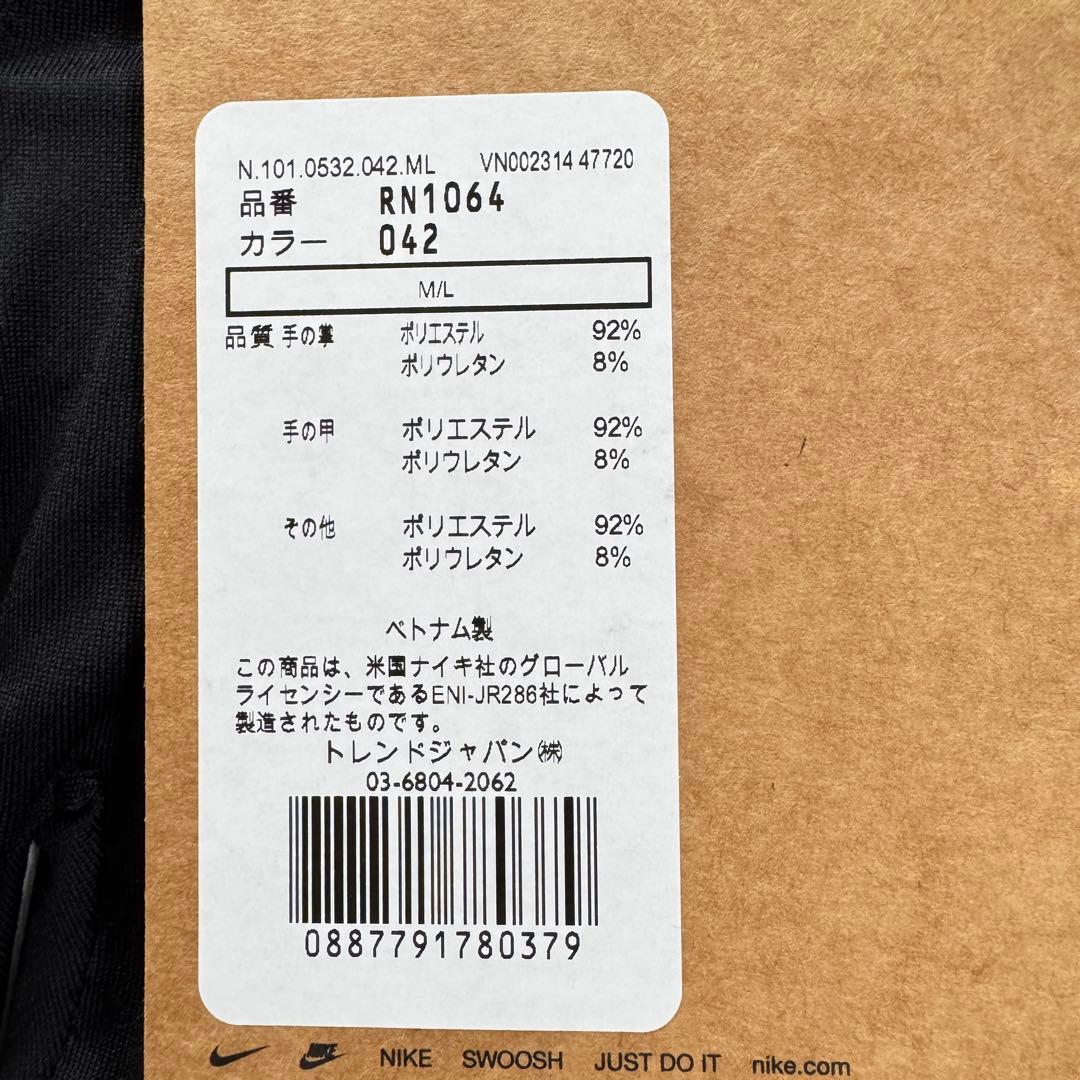 N.101.0532.042.ML VN002314 47720
品番 RN1064
カラー 042
M/L
品質 手の掌 ポリエステル 92%
ポリウレタン 8%
手の甲 ポリエステル 92%
ポリウレタン 8%
その他 ポリエステル 92%
ポリウレタン 8%
ベトナム製
この商品は、米国ナイキ社のグローバル
ライセンシーであるENI-JR286社によって
製造されたものです。
トレンドジャパン㈱
03-6804-2062
0887791780379
NIKE SWOOSH JUST DO IT nike.com